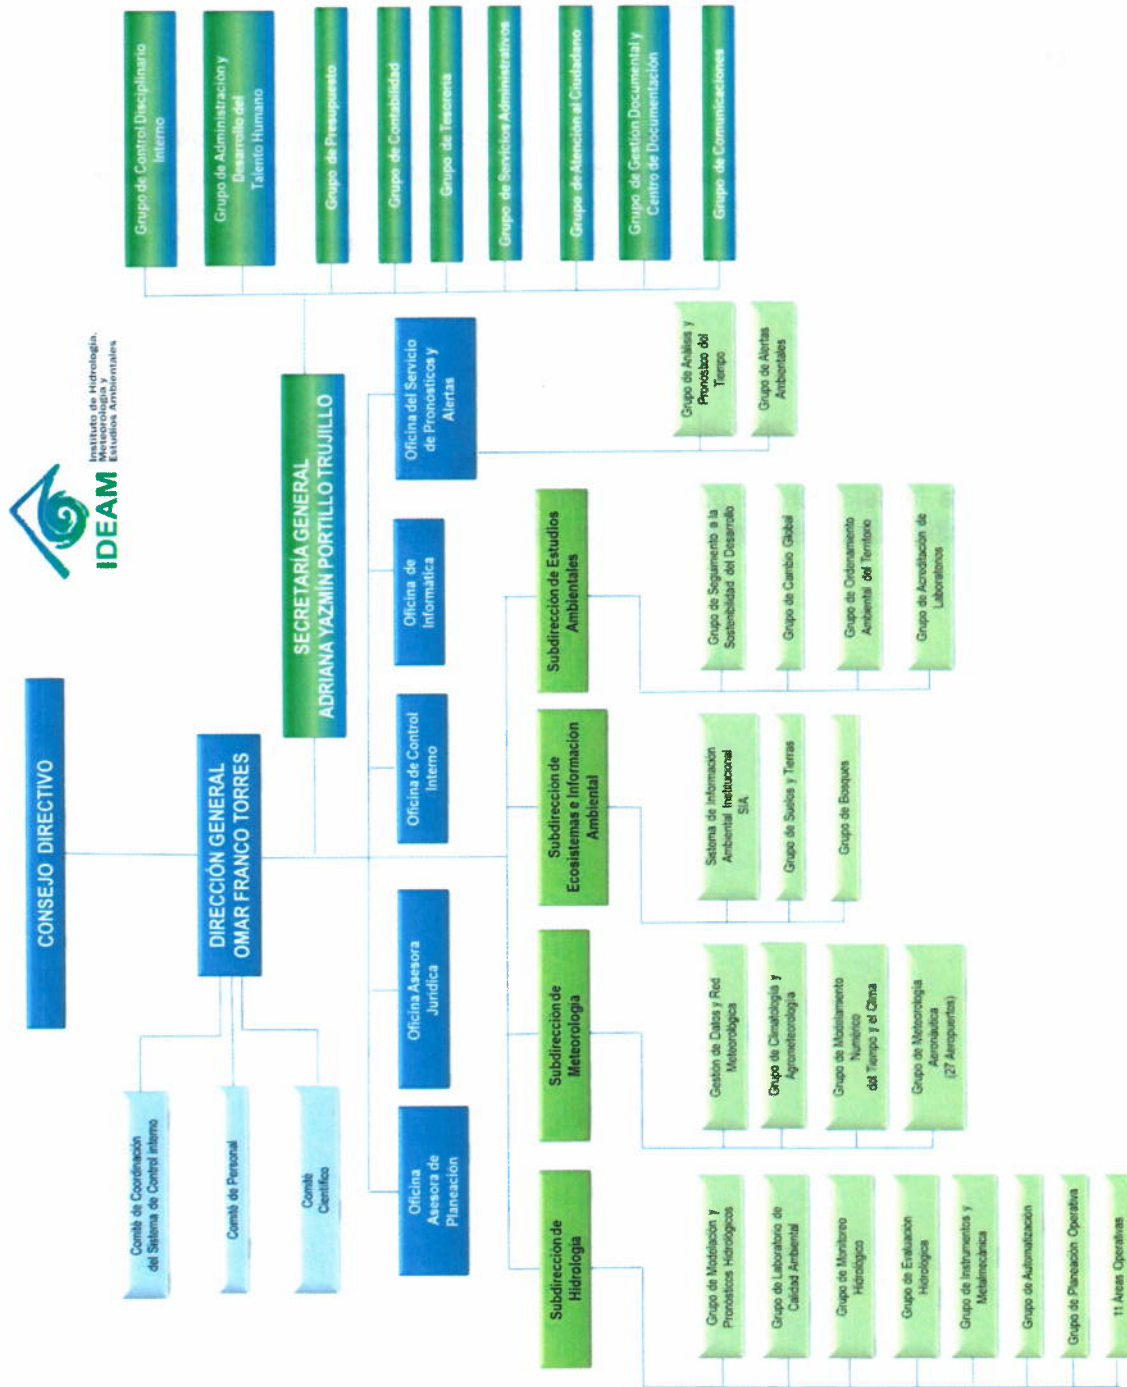 IDEAM
Instituto de Hidrología,
Meteorología y
Estudios Ambientales
CONSEJO DIRECTIVO
DIRECCIÓN GENERAL
OMAR FRANCO TORRES
Comité de Coordinación
del Sistema de Control interno
Comité de Personal
Comité
Científico
SECRETARÍA GENERAL
ADRIANA YAZMÍN PORTILLO TRUJILLO
Grupo de Control Disciplinario
Interno
Grupo de Administración y
Desarrollo del
Talento Humano
Grupo de Presupuesto
Grupo de Contabilidad
Grupo de Tesorería
Grupo de Servicios Administrativos
Grupo de Atención al Ciudadano
Grupo de Gestión Documental y
Centro de Documentación
Grupo de Comunicaciones
Oficina
Asesora de
Planeación
Oficina Asesora
Jurídica
Oficina de Control
Interno
Oficina de
Informática
Oficina del Servicio
de Pronósticos y
Alertas
Grupo de Análisis y
Pronóstico del
Tiempo
Grupo de Alertas
Ambientales
Subdirección de
Hidrología
Grupo de Modelación y
Pronósticos Hidrológicos
Grupo de Laboratorio de
Calidad Ambiental
Grupo de Monitoreo
Hidrológico
Grupo de Evaluación
Hidrológica
Grupo de Instrumentos y
Metalmecánica
Grupo de Automatización
Grupo de Planeación Operativa
11 Áreas Operativas
Subdirección de
Meteorología
Gestión de Datos y Red
Meteorológica
Grupo de Climatología y
Agrometeorología
Grupo de Modelamiento
Numérico
del Tiempo y el Clima
Grupo de Meteorología
Aeronáutica
(27 Aeropuertos)
Subdirección de
Ecosistemas e Información
Ambiental
Sistema de Información
Ambiental Institucional
SIA
Grupo de Suelos y Tierras
Grupo de Bosques
Subdirección de Estudios
Ambientales
Grupo de Seguimiento a la
Sostenibilidad del Desarrollo
Grupo de Cambio Global
Grupo de Ordenamiento
Ambiental del Territorio
Grupo de Acreditación de
Laboratorios